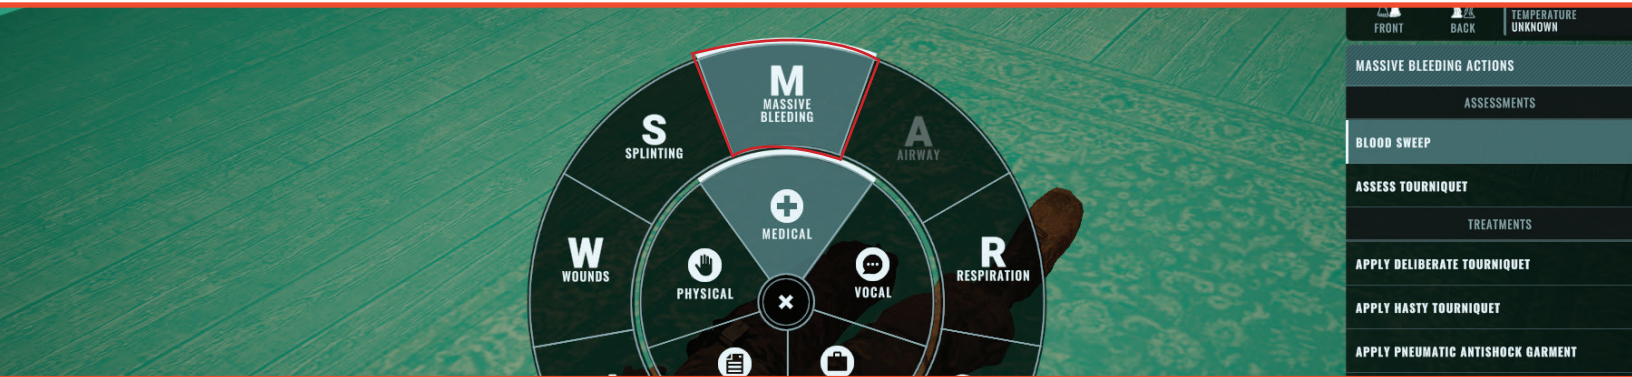 M
MASSIVE
BLEEDING
S
SPLINTING
A
AIRWAY
W
WOUNDS
R
RESPIRATION
MEDICAL
PHYSICAL
VOCAL
FRONT
BACK
TEMPERATURE
UNKNOWN
MASSIVE BLEEDING ACTIONS
ASSESSMENTS
BLOOD SWEEP
ASSESS TOURNIQUET
TREATMENTS
APPLY DELIBERATE TOURNIQUET
APPLY HASTY TOURNIQUET
APPLY PNEUMATIC ANTISHOCK GARMENT